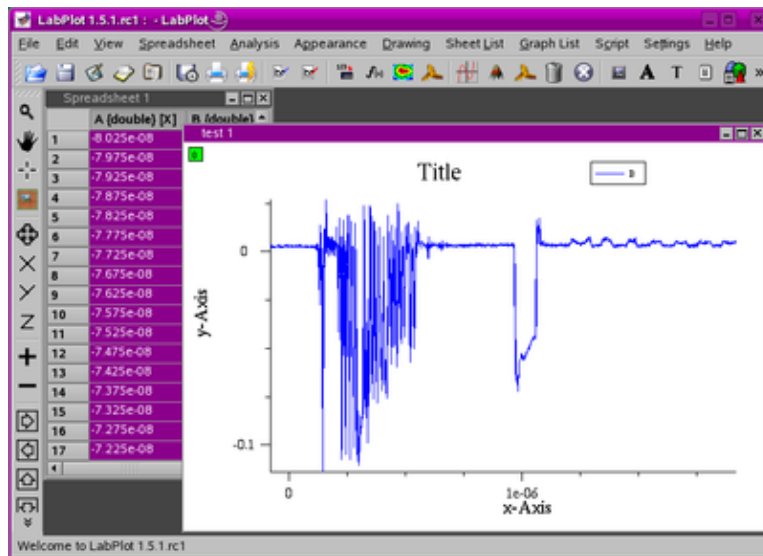 LabPlot 1.5.1.rc1 : - LabPlot
File Edit View Spreadsheet Analysis Appearance Drawing Sheet List Graph List Script Settings Help
Spreadsheet 1
A {double} [X] B {double}
test 1
1 -8.025e-08
2 -7.975e-08
3 -7.925e-08
4 -7.875e-08
5 -7.825e-08
6 -7.775e-08
7 -7.725e-08
8 -7.675e-08
9 -7.625e-08
10 -7.575e-08
11 -7.525e-08
12 -7.475e-08
13 -7.425e-08
14 -7.375e-08
15 -7.325e-08
16 -7.275e-08
17 -7.225e-08
Title
0
y-Axis
-0.1
0 1e-06
x-Axis
Welcome to LabPlot 1.5.1.rc1